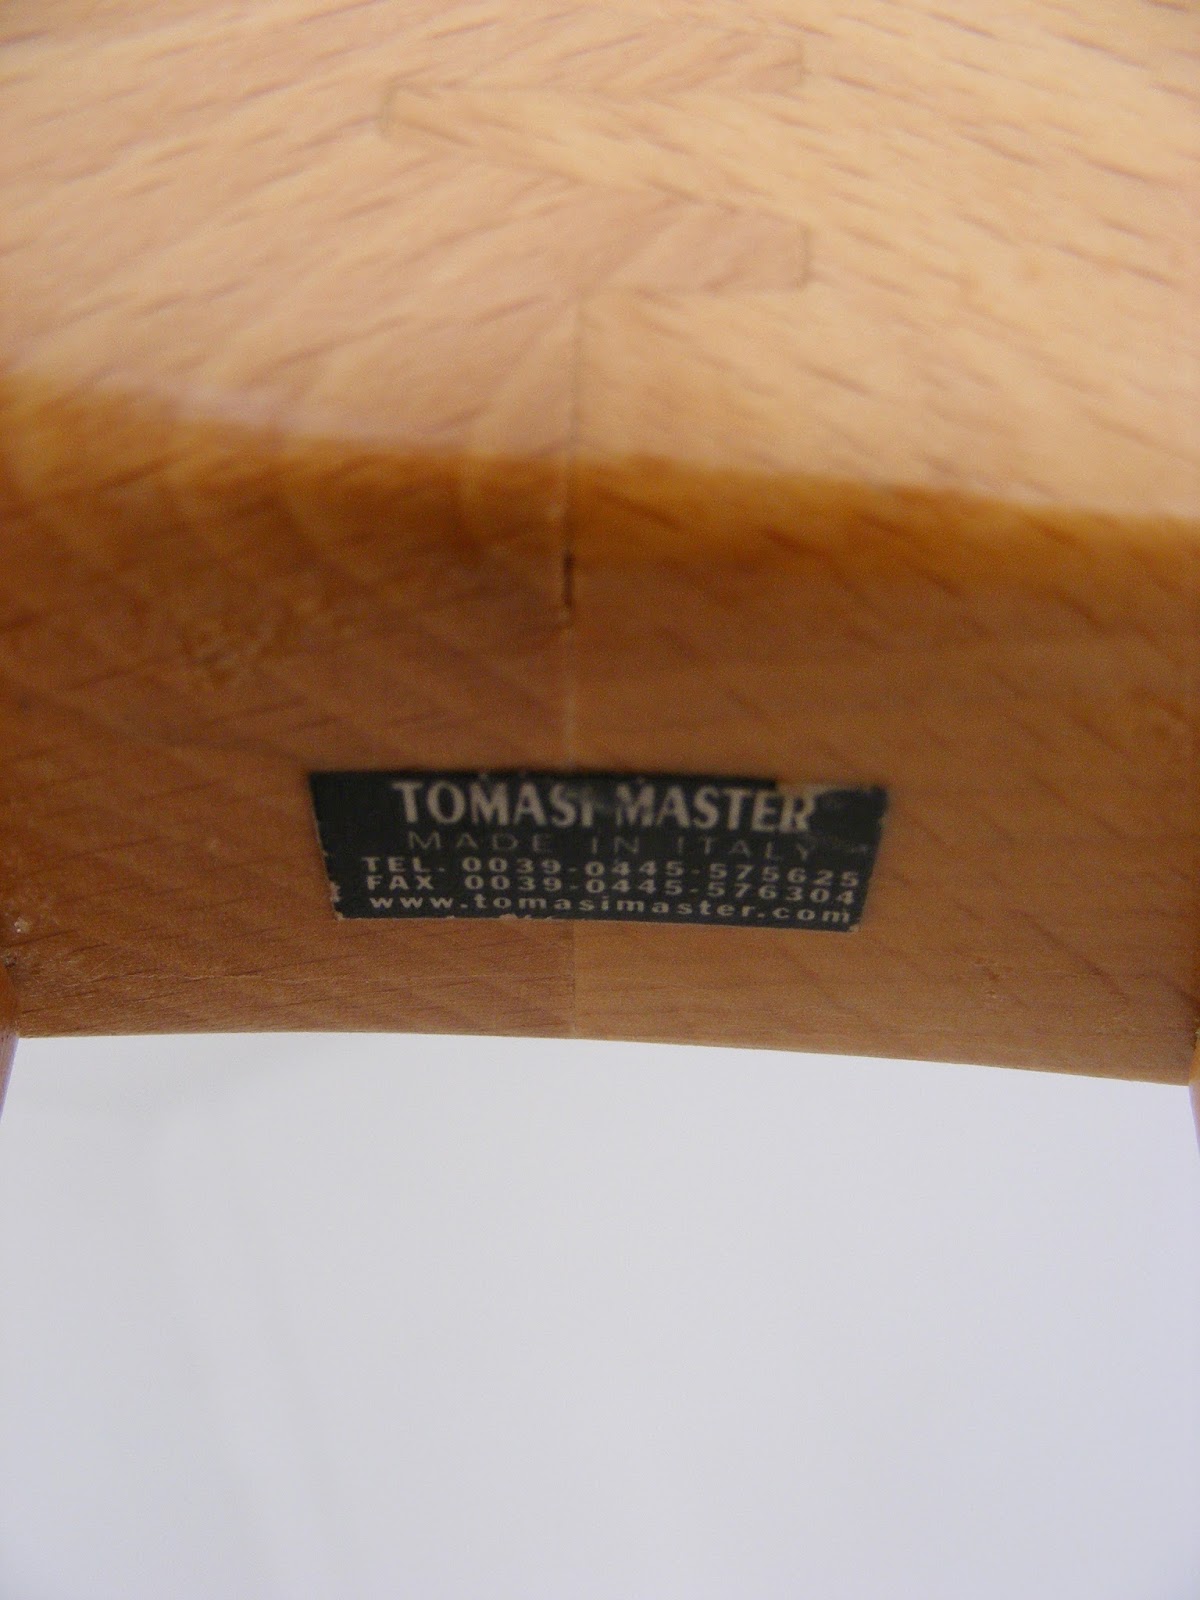 TOMASI MASTER
MADE IN ITALY
TEL. 0039-0445-575625
FAX 0039-0445-576304
www.tomasimaster.com